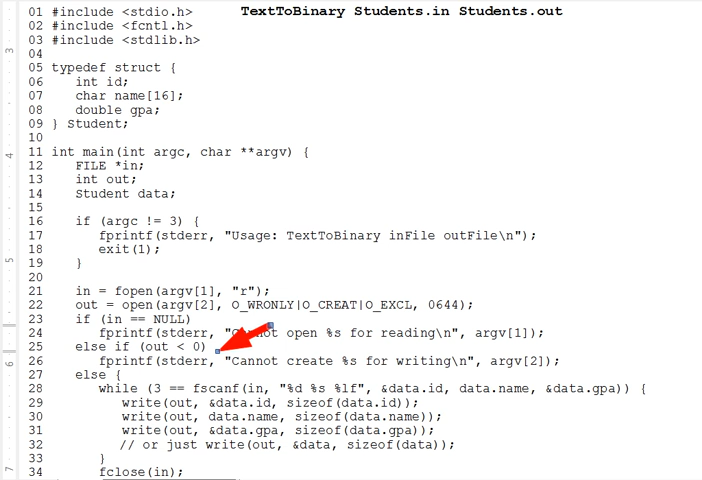 TextToBinary Students.in Students.out
01 #include <stdio.h>
02 #include <fcntl.h>
03 #include <stdlib.h>
04
05 typedef struct {
06    int id;
07    char name[16];
08    double gpa;
09 } Student;
10
11 int main(int argc, char **argv) {
12    FILE *in;
13    int out;
14    Student data;
15
16    if (argc != 3) {
17       fprintf(stderr, "Usage: TextToBinary inFile outFile\n");
18       exit(1);
19    }
20
21    in = fopen(argv[1], "r");
22    out = open(argv[2], O_WRONLY|O_CREAT|O_EXCL, 0644);
23    if (in == NULL)
24       fprintf(stderr, "Cannot open %s for reading\n", argv[1]);
25    else if (out < 0)
26       fprintf(stderr, "Cannot create %s for writing\n", argv[2]);
27    else {
28       while (3 == fscanf(in, "%d %s %lf", &data.id, data.name, &data.gpa)) {
29          write(out, &data.id, sizeof(data.id));
30          write(out, data.name, sizeof(data.name));
31          write(out, &data.gpa, sizeof(data.gpa));
32          // or just write(out, &data, sizeof(data));
33       }
34       fclose(in);
3
4
5
6
7